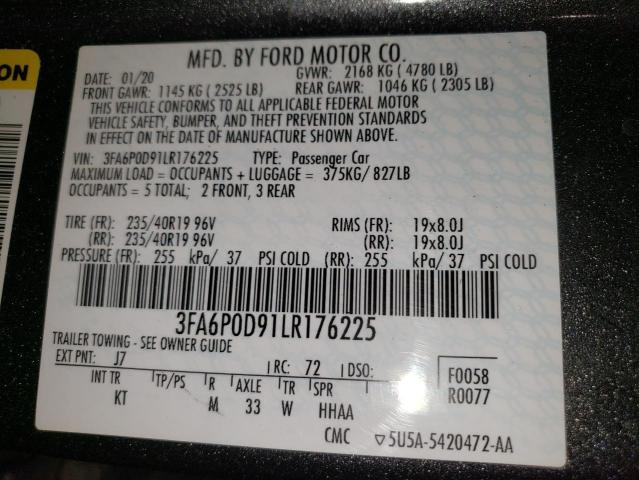 ON
MFD. BY FORD MOTOR CO.
DATE: 01/20 GVWR: 2168 KG ( 4780 LB)
FRONT GAWR: 1145 KG ( 2525 LB) REAR GAWR: 1046 KG ( 2305 LB)
THIS VEHICLE CONFORMS TO ALL APPLICABLE FEDERAL MOTOR
VEHICLE SAFETY, BUMPER, AND THEFT PREVENTION STANDARDS
IN EFFECT ON THE DATE OF MANUFACTURE SHOWN ABOVE.
VIN: 3FA6P0D91LR176225 TYPE: Passenger Car
MAXIMUM LOAD = OCCUPANTS + LUGGAGE = 375KG/ 827LB
OCCUPANTS = 5 TOTAL; 2 FRONT, 3 REAR
TIRE (FR): 235/40R19 96V RIMS (FR): 19x8.0J
(RR): 235/40R19 96V (RR): 19x8.0J
PRESSURE (FR): 255 kPa/ 37 PSI COLD (RR): 255 kPa/ 37 PSI COLD
3FA6P0D91LR176225
TRAILER TOWING - SEE OWNER GUIDE
EXT PNT: J7 RC: 72 DSO: F0058
INT TR TP/PS R AXLE TR SPR R0077
KT M 33 W HHAA
CMC ▽5U5A-5420472-AA